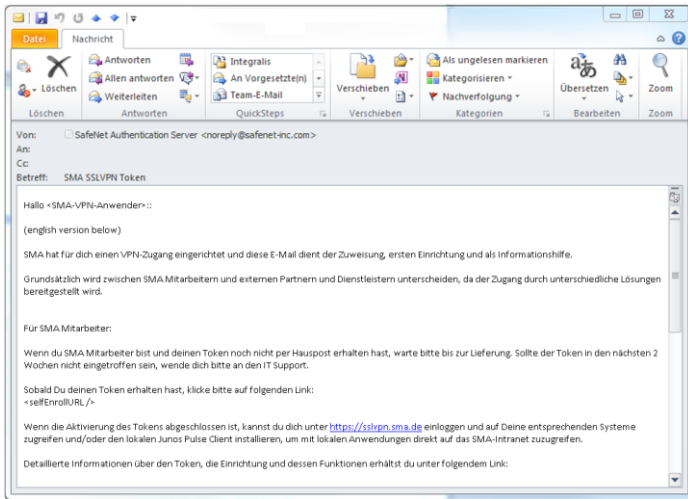 Datei Nachricht
Löschen
Antworten
Allen antworten
Weiterleiten
Integralis
An Vorgesetzte(n)
Team-E-Mail
Verschieben
Als ungelesen markieren
Kategorisieren
Nachverfolgung
Übersetzen
Zoom
Löschen Antworten QuickSteps Verschieben Kategorien Bearbeiten Zoom
Von: SafeNet Authentication Server <noreply@safenet-inc.com>
An:
Cc:
Betreff: SMA SSLVPN Token
Hallo <SMA-VPN-Anwender>::
(english version below)
SMA hat für dich einen VPN-Zugang eingerichtet und diese E-Mail dient der Zuweisung, ersten Einrichtung und als Informationshilfe.
Grundsätzlich wird zwischen SMA Mitarbeitern und externen Partnern und Dienstleistern unterscheiden, da der Zugang durch unterschiedliche Lösungen
bereitgestellt wird.
Für SMA Mitarbeiter:
Wenn du SMA Mitarbeiter bist und deinen Token noch nicht per Hauspost erhalten hast, warte bitte bis zur Lieferung. Sollte der Token in den nächsten 2
Wochen nicht eingetroffen sein, wende dich bitte an den IT Support.
Sobald Du deinen Token erhalten hast, klicke bitte auf folgenden Link:
<selfEnrollURL/>
Wenn die Aktivierung des Tokens abgeschlossen ist, kannst du dich unter https://sslvpn.sma.de einloggen und auf Deine entsprechenden Systeme
zugreifen und/oder den lokalen Junos Pulse Client installieren, um mit lokalen Anwendungen direkt auf das SMA-Intranet zuzugreifen.
Detaillierte Informationen über den Token, die Einrichtung und dessen Funktionen erhältst du unter folgendem Link: